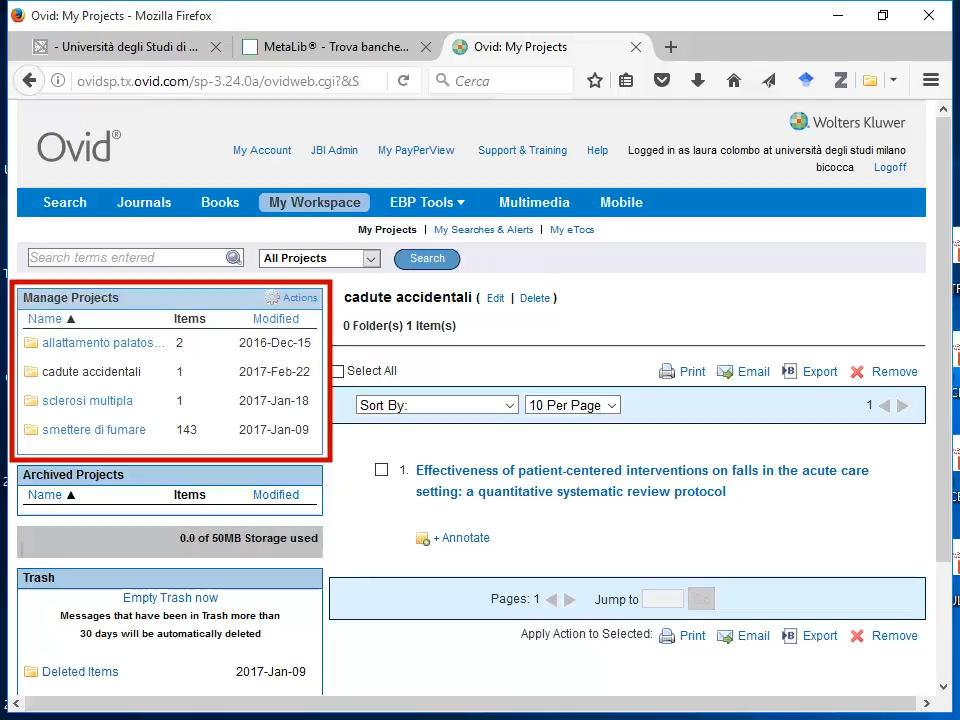 Ovid: My Projects - Mozilla Firefox
- Università degli Studi di ...
MetaLib® - Trova banche...
Ovid: My Projects
ovidsp.tx.ovid.com/sp-3.24.0a/ovidweb.cgi?&S
Cerca
Ovid®
Wolters Kluwer
My Account
JBI Admin
My PayPerView
Support & Training
Help
Logged in as laura colombo at università degli studi milano
bicocca
Logoff
Search
Journals
Books
My Workspace
EBP Tools
Multimedia
Mobile
My Projects | My Searches & Alerts | My eTocs
Search terms entered
All Projects
Search
Manage Projects
Actions
Name ▲ Items Modified
allattamento palatos... 2 2016-Dec-15
cadute accidentali 1 2017-Feb-22
sclerosi multipla 1 2017-Jan-18
smettere di fumare 143 2017-Jan-09
Archived Projects
Name ▲ Items Modified
0.0 of 50MB Storage used
Trash
Empty Trash now
Messages that have been in Trash more than
30 days will be automatically deleted
Deleted Items 2017-Jan-09
cadute accidentali ( Edit | Delete )
0 Folder(s) 1 Item(s)
Select All
Print Email Export Remove
Sort By:
10 Per Page
1
1. Effectiveness of patient-centered interventions on falls in the acute care
setting: a quantitative systematic review protocol
+ Annotate
Pages: 1
Jump to
Go
Apply Action to Selected: Print Email Export Remove